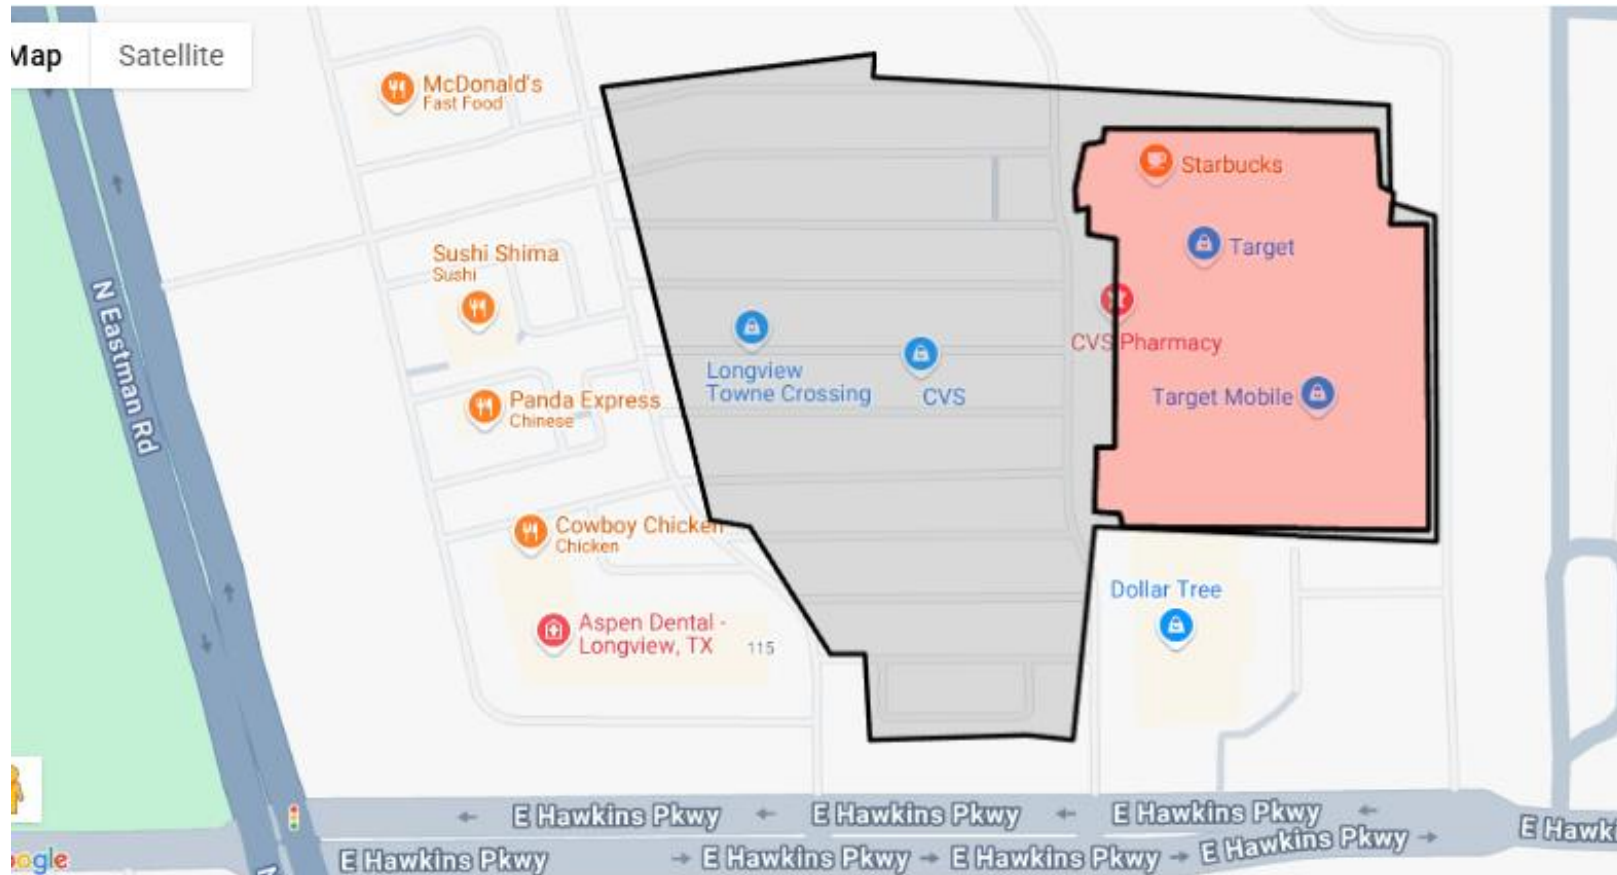 Map
Satellite
McDonald's
Fast Food
Starbucks
Sushi Shima
Sushi
Target
N Eastman Rd
CVS Pharmacy
Longview
Towne Crossing
CVS
Target Mobile
Panda Express
Chinese
Cowboy Chicken
Chicken
Dollar Tree
Aspen Dental -
Longview, TX
115
E Hawkins Pkwy
E Hawkins Pkwy
E Hawkins Pkwy
E Hawki
E Hawkins Pkwy
E Hawkins Pkwy
E Hawkins Pkwy
E Hawkins Pkwy
oogle
N